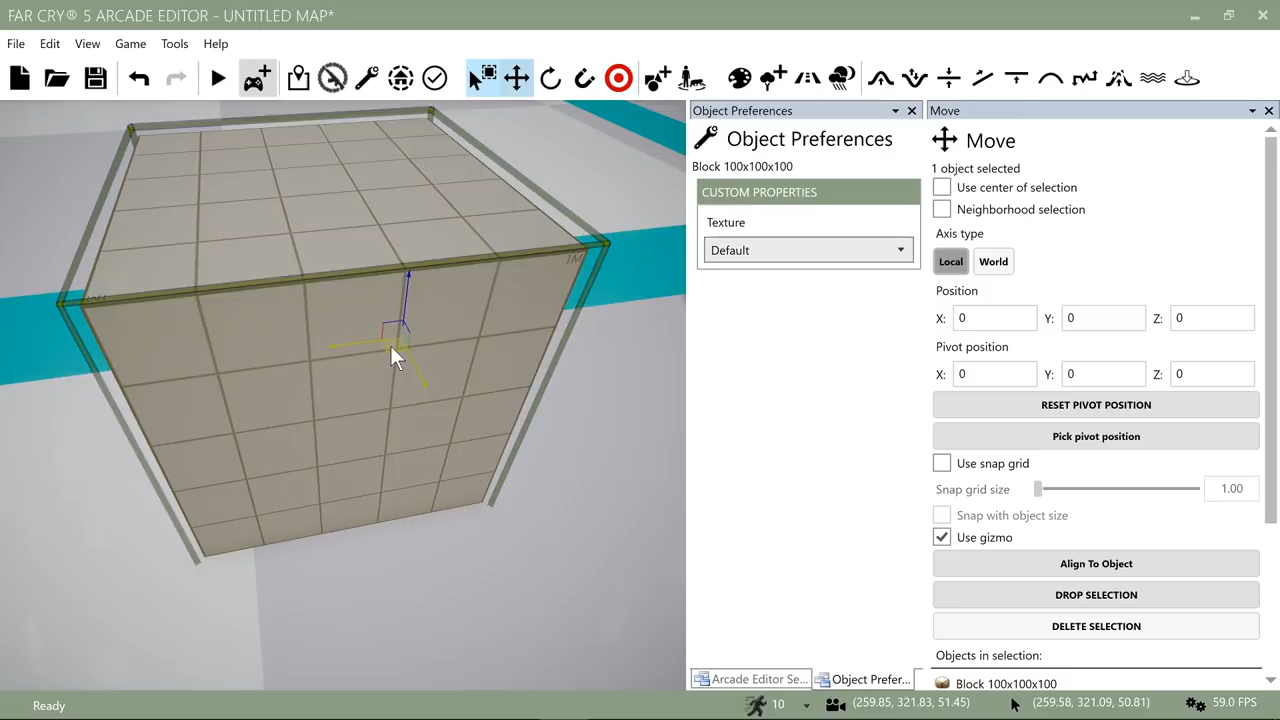 FAR CRY® 5 ARCADE EDITOR - UNTITLED MAP*
File Edit View Game Tools Help
Object Preferences
Move
Object Preferences
Move
Block 100x100x100
1 object selected
CUSTOM PROPERTIES
Use center of selection
Neighborhood selection
Texture
Axis type
Default
Local World
Position
X: 0 Y: 0 Z: 0
Pivot position
X: 0 Y: 0 Z: 0
RESET PIVOT POSITION
Pick pivot position
Use snap grid
Snap grid size 1.00
Snap with object size
Use gizmo
Align To Object
DROP SELECTION
DELETE SELECTION
Objects in selection:
Arcade Editor Se... Object Prefer...
Block 100x100x100
1M
Ready 10 (259.85, 321.83, 51.45) (259.58, 321.09, 50.81) 59.0 FPS